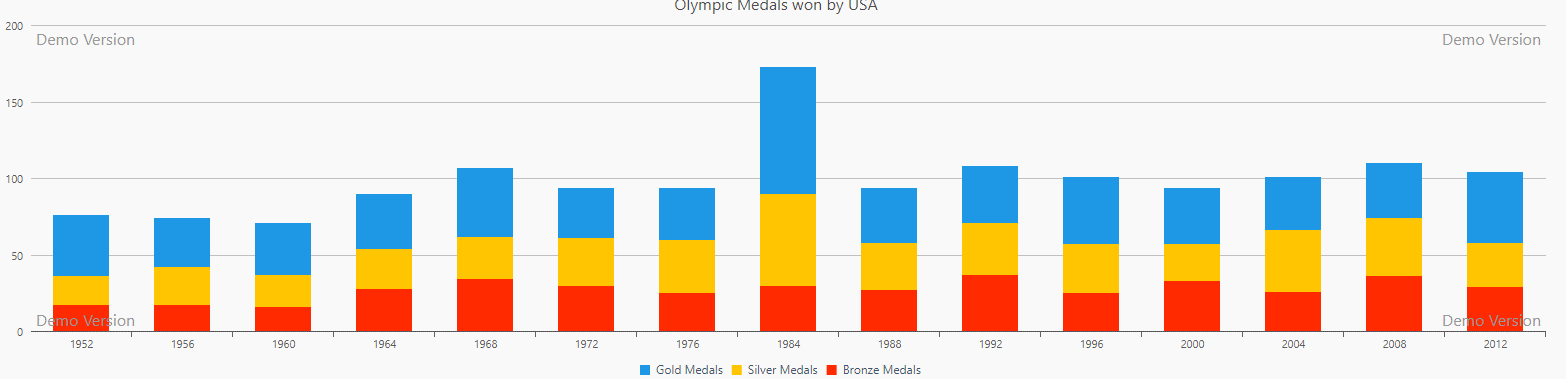 Olympic Medals won by USA
200
Demo Version
Demo Version
150
100
50
0
Demo Version
Demo Version
1952 1956 1960 1964 1968 1972 1976 1984 1988 1992 1996 2000 2004 2008 2012
Gold Medals Silver Medals Bronze Medals